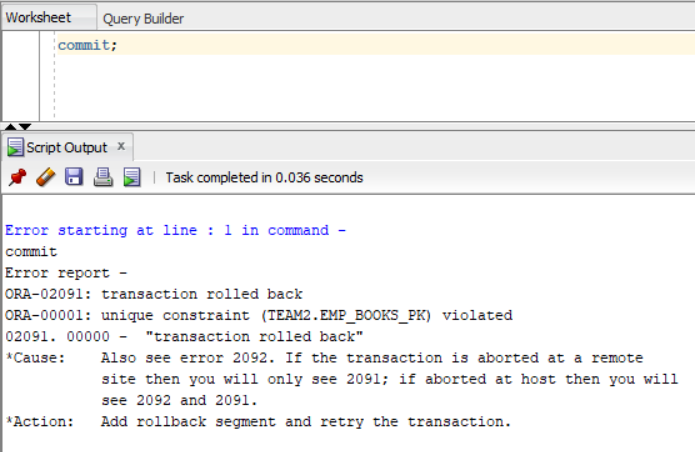 Worksheet Query Builder
commit;
Script Output x
Task completed in 0.036 seconds
Error starting at line : 1 in command -
commit
Error report -
ORA-02091: transaction rolled back
ORA-00001: unique constraint (TEAM2.EMP_BOOKS_PK) violated
02091. 00000 -  "transaction rolled back"
*Cause:    Also see error 2092. If the transaction is aborted at a remote
           site then you will only see 2091; if aborted at host then you will
           see 2092 and 2091.
*Action:   Add rollback segment and retry the transaction.